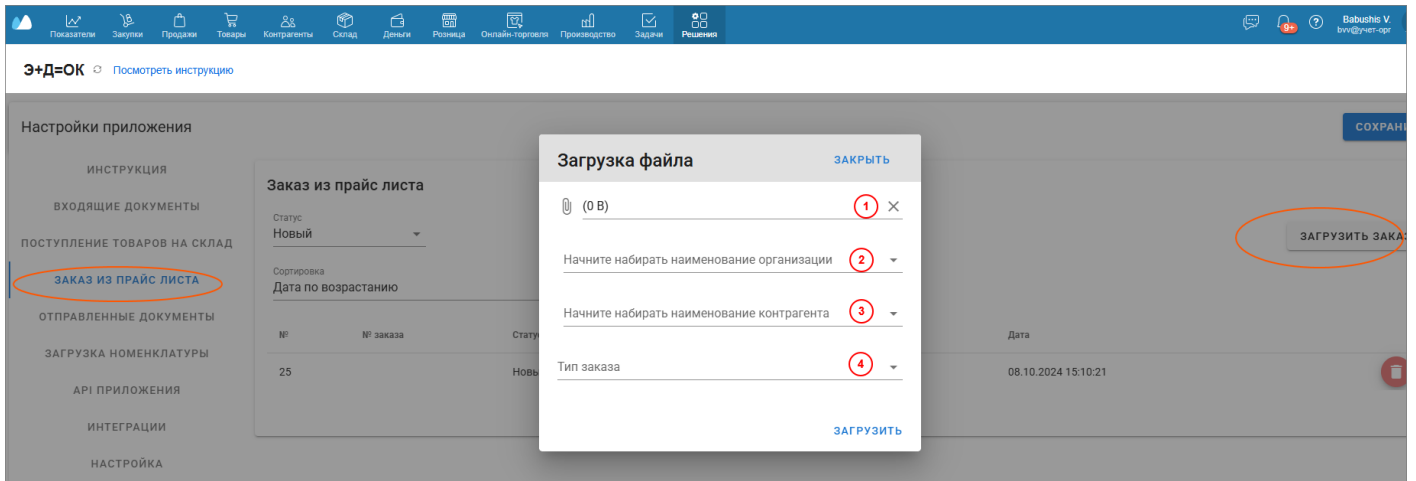 Показатели Закупки Продажи Товары Контрагенты Склад Деньги Розница Онлайн-торговля Производство Задачи Решения 9+ ? Babushis V.
bvv@учет-орг
Э+Д=ОК Посмотреть инструкцию
Настройки приложения
СОХРАНИ
ИНСТРУКЦИЯ
ВХОДЯЩИЕ ДОКУМЕНТЫ
ПОСТУПЛЕНИЕ ТОВАРОВ НА СКЛАД
ЗАКАЗ ИЗ ПРАЙС ЛИСТА
ОТПРАВЛЕННЫЕ ДОКУМЕНТЫ
ЗАГРУЗКА НОМЕНКЛАТУРЫ
API ПРИЛОЖЕНИЯ
ИНТЕГРАЦИИ
НАСТРОЙКА
Заказ из прайс листа
Статус
Новый
ЗАГРУЗИТЬ ЗАКАЗ
Сортировка
Дата по возрастанию
№ № заказа Стату Дата
25 Новы 08.10.2024 15:10:21
Загрузка файла ЗАКРЫТЬ
(0 B) 1
Начните набирать наименование организации 2
Начните набирать наименование контрагента 3
Тип заказа 4
ЗАГРУЗИТЬ